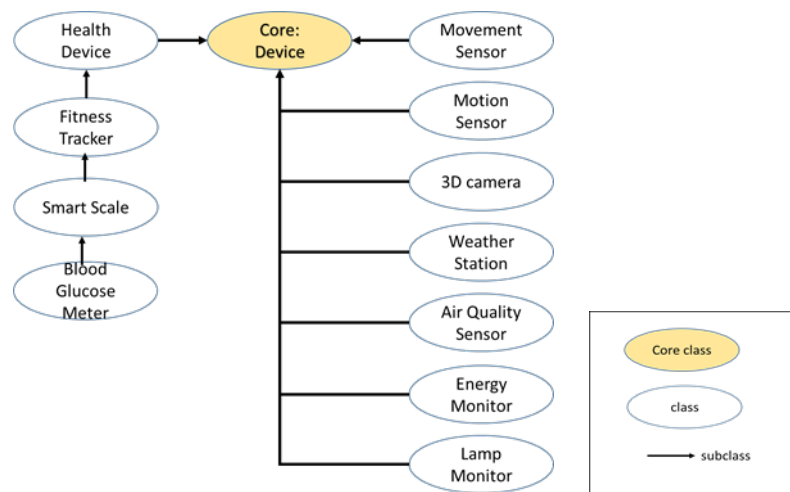 Health
Device
Core:
Device
Movement
Sensor
Fitness
Tracker
Motion
Sensor
Smart Scale
3D camera
Blood
Glucose
Meter
Weather
Station
Air Quality
Sensor
Energy
Monitor
Lamp
Monitor
Core class
class
subclass